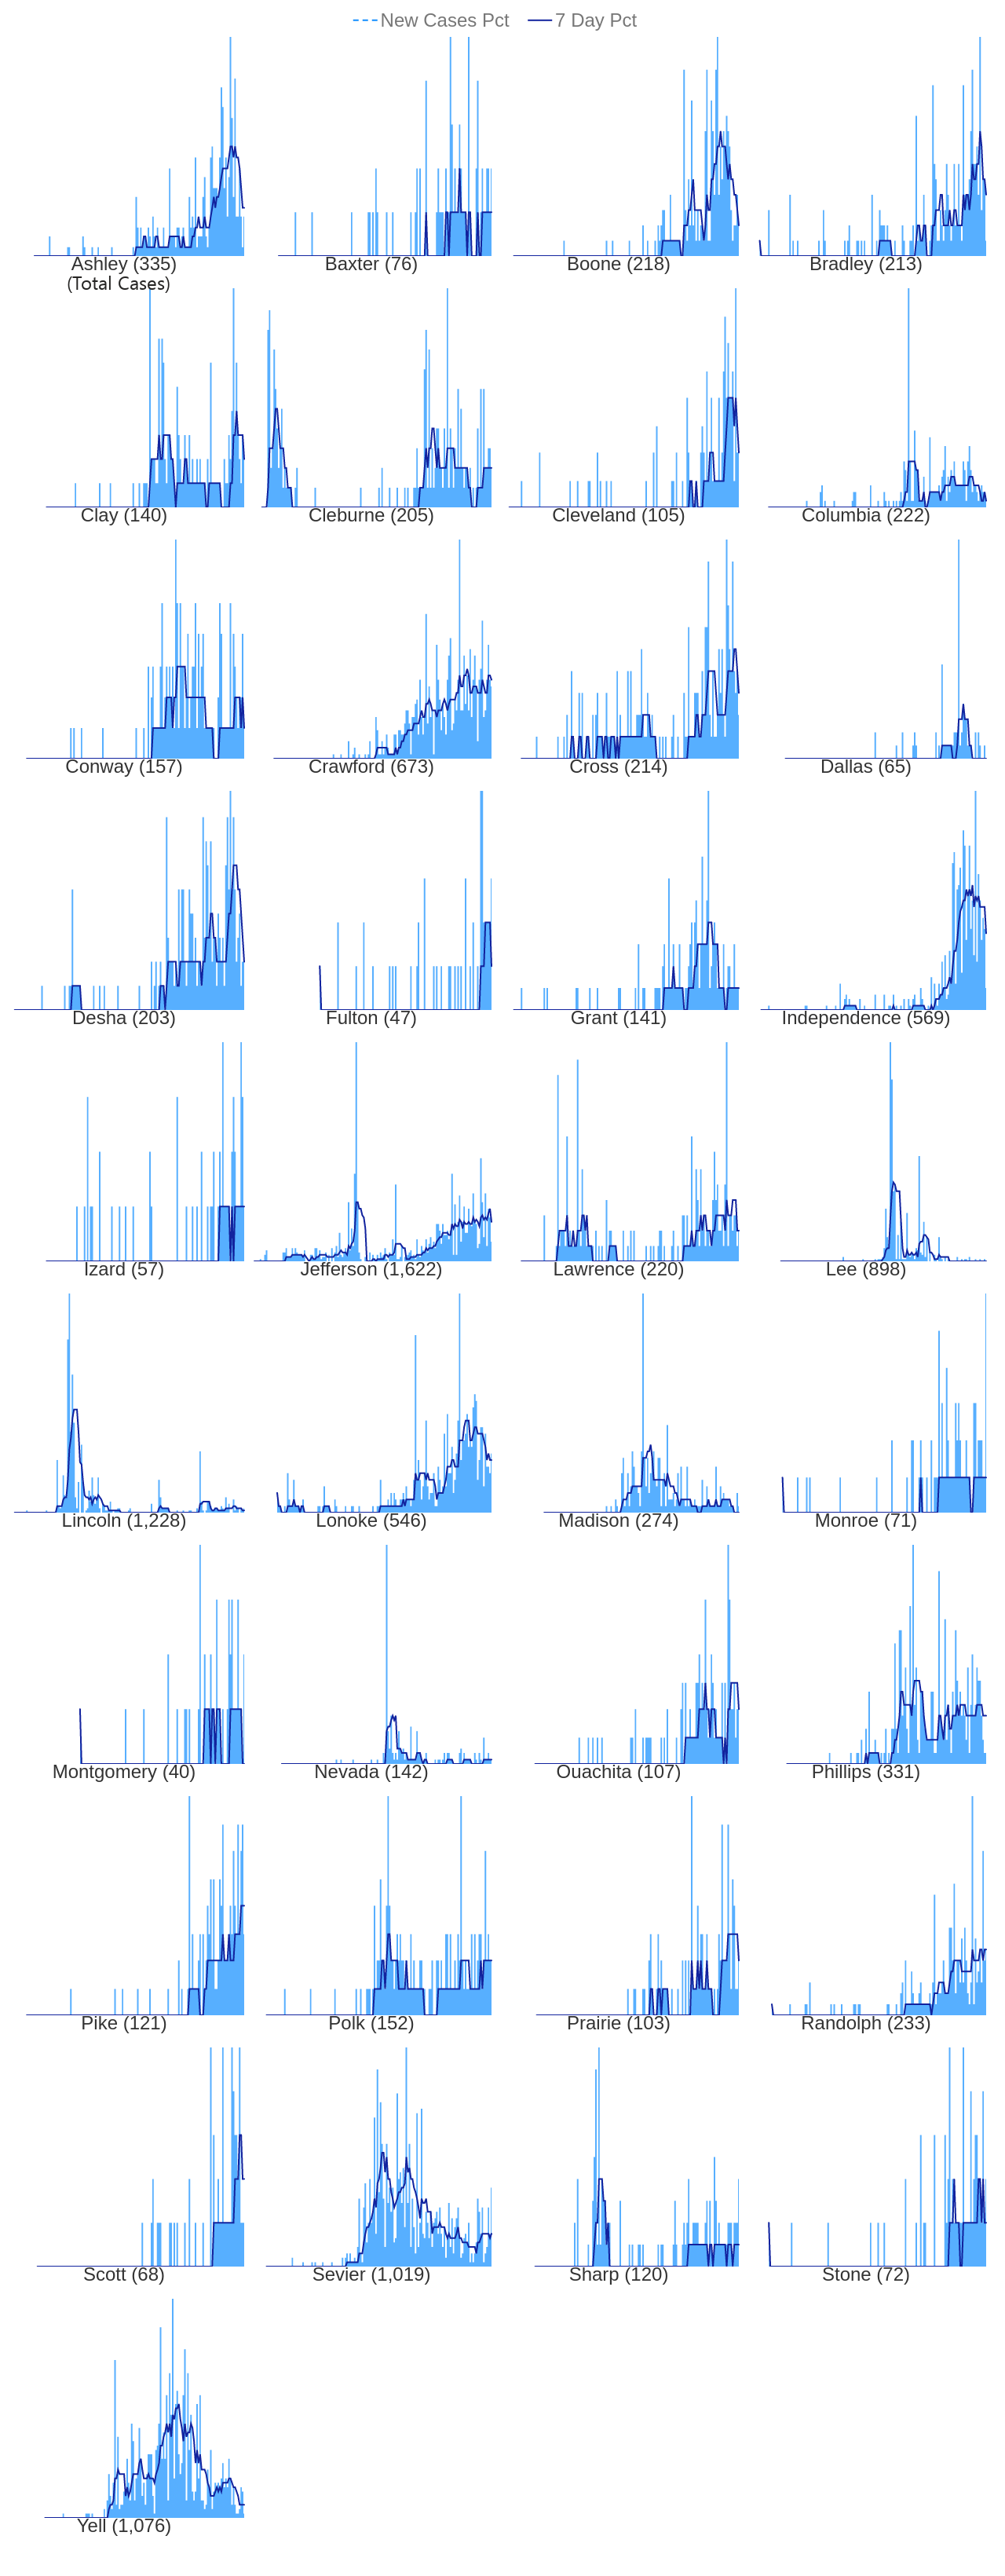 New Cases Pct 7 Day Pct
Ashley (335) Baxter (76) Boone (218) Bradley (213)
(Total Cases)
Clay (140) Cleburne (205) Cleveland (105) Columbia (222)
Conway (157) Crawford (673) Cross (214) Dallas (65)
Desha (203) Fulton (47) Grant (141) Independence (569)
Izard (57) Jefferson (1,622) Lawrence (220) Lee (898)
Lincoln (1,228) Lonoke (546) Madison (274) Monroe (71)
Montgomery (40) Nevada (142) Ouachita (107) Phillips (331)
Pike (121) Polk (152) Prairie (103) Randolph (233)
Scott (68) Sevier (1,019) Sharp (120) Stone (72)
Yell (1,076)